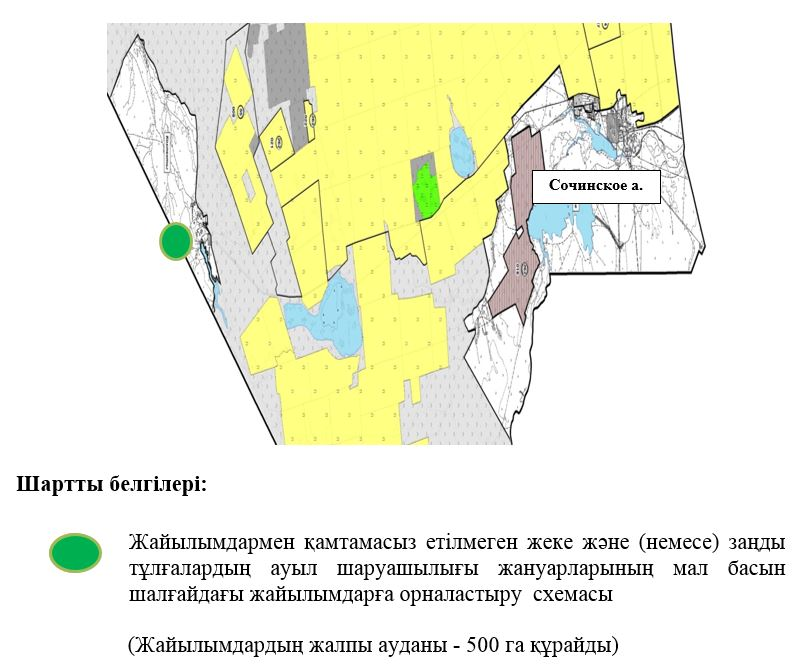 Сочинское а.
Шартты белгілері:
Жайылымдармен қамтамасыз етілмеген жеке және (немесе) заңды
тұлғалардың ауыл шаруашылығы жануарларының мал басын
шалғайдағы жайылымдарға орналастыру схемасы
(Жайылымдардың жалпы ауданы - 500 га құрайды)